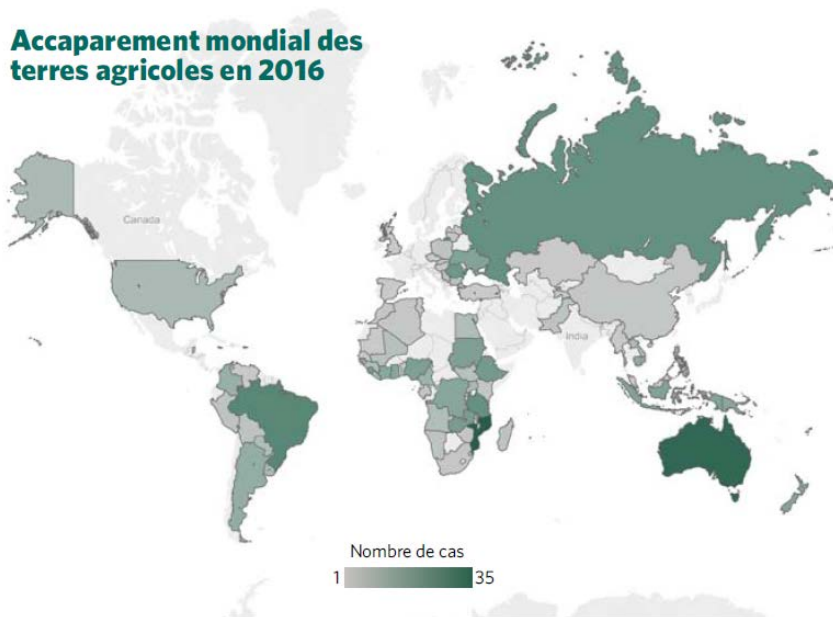 Accaparement mondial des
terres agricoles en 2016
Canada
India
Nombre de cas
1 35